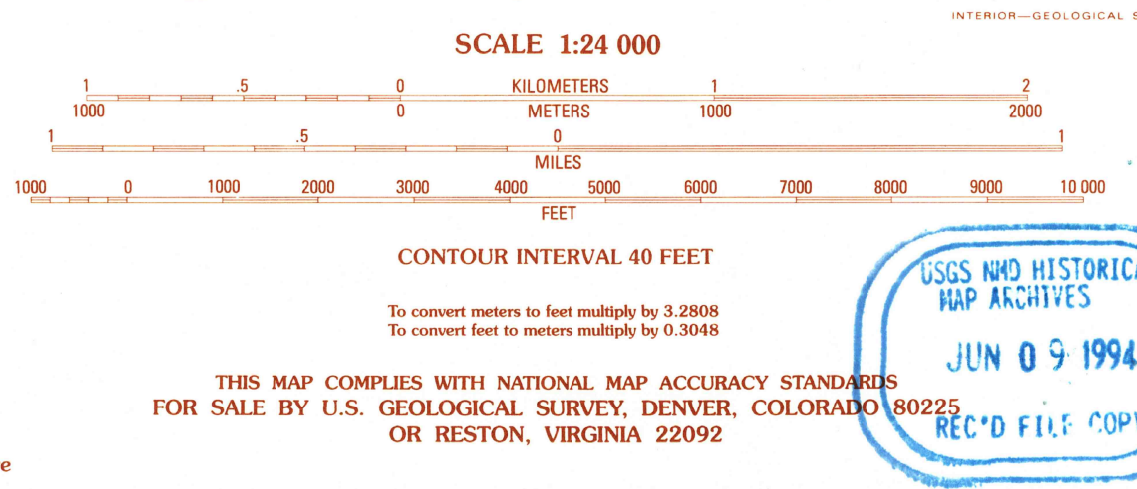 INTERIOR—GEOLOGICAL S
SCALE 1:24 000
1 .5 0 KILOMETERS 1 2
1000 0 METERS 1000 2000
1 .5 0 1
MILES
1000 0 1000 2000 3000 4000 5000 6000 7000 8000 9000 10 000
FEET
CONTOUR INTERVAL 40 FEET
To convert meters to feet multiply by 3.2808
To convert feet to meters multiply by 0.3048
THIS MAP COMPLIES WITH NATIONAL MAP ACCURACY STANDARDS
FOR SALE BY U.S. GEOLOGICAL SURVEY, DENVER, COLORADO 80225
OR RESTON, VIRGINIA 22092
USGS NMD HISTORICA
MAP ARCHIVES
JUN 09 1994
REC'D FILE COPY
e